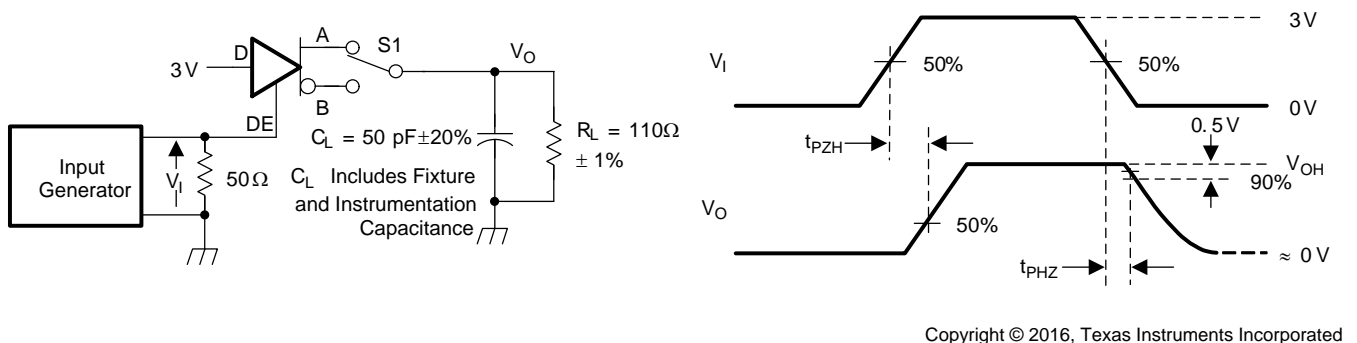 A
S1
D
3 V
B
DE
V_O
C_L = 50 pF ±20%
R_L = 110Ω
± 1%
Input
Generator
V_I
50 Ω
C_L Includes Fixture
and Instrumentation
Capacitance
3 V
V_I
50%
50%
0 V
t_PZH
0.5 V
V_OH
90%
V_O
50%
≈ 0 V
t_PHZ
Copyright © 2016, Texas Instruments Incorporated